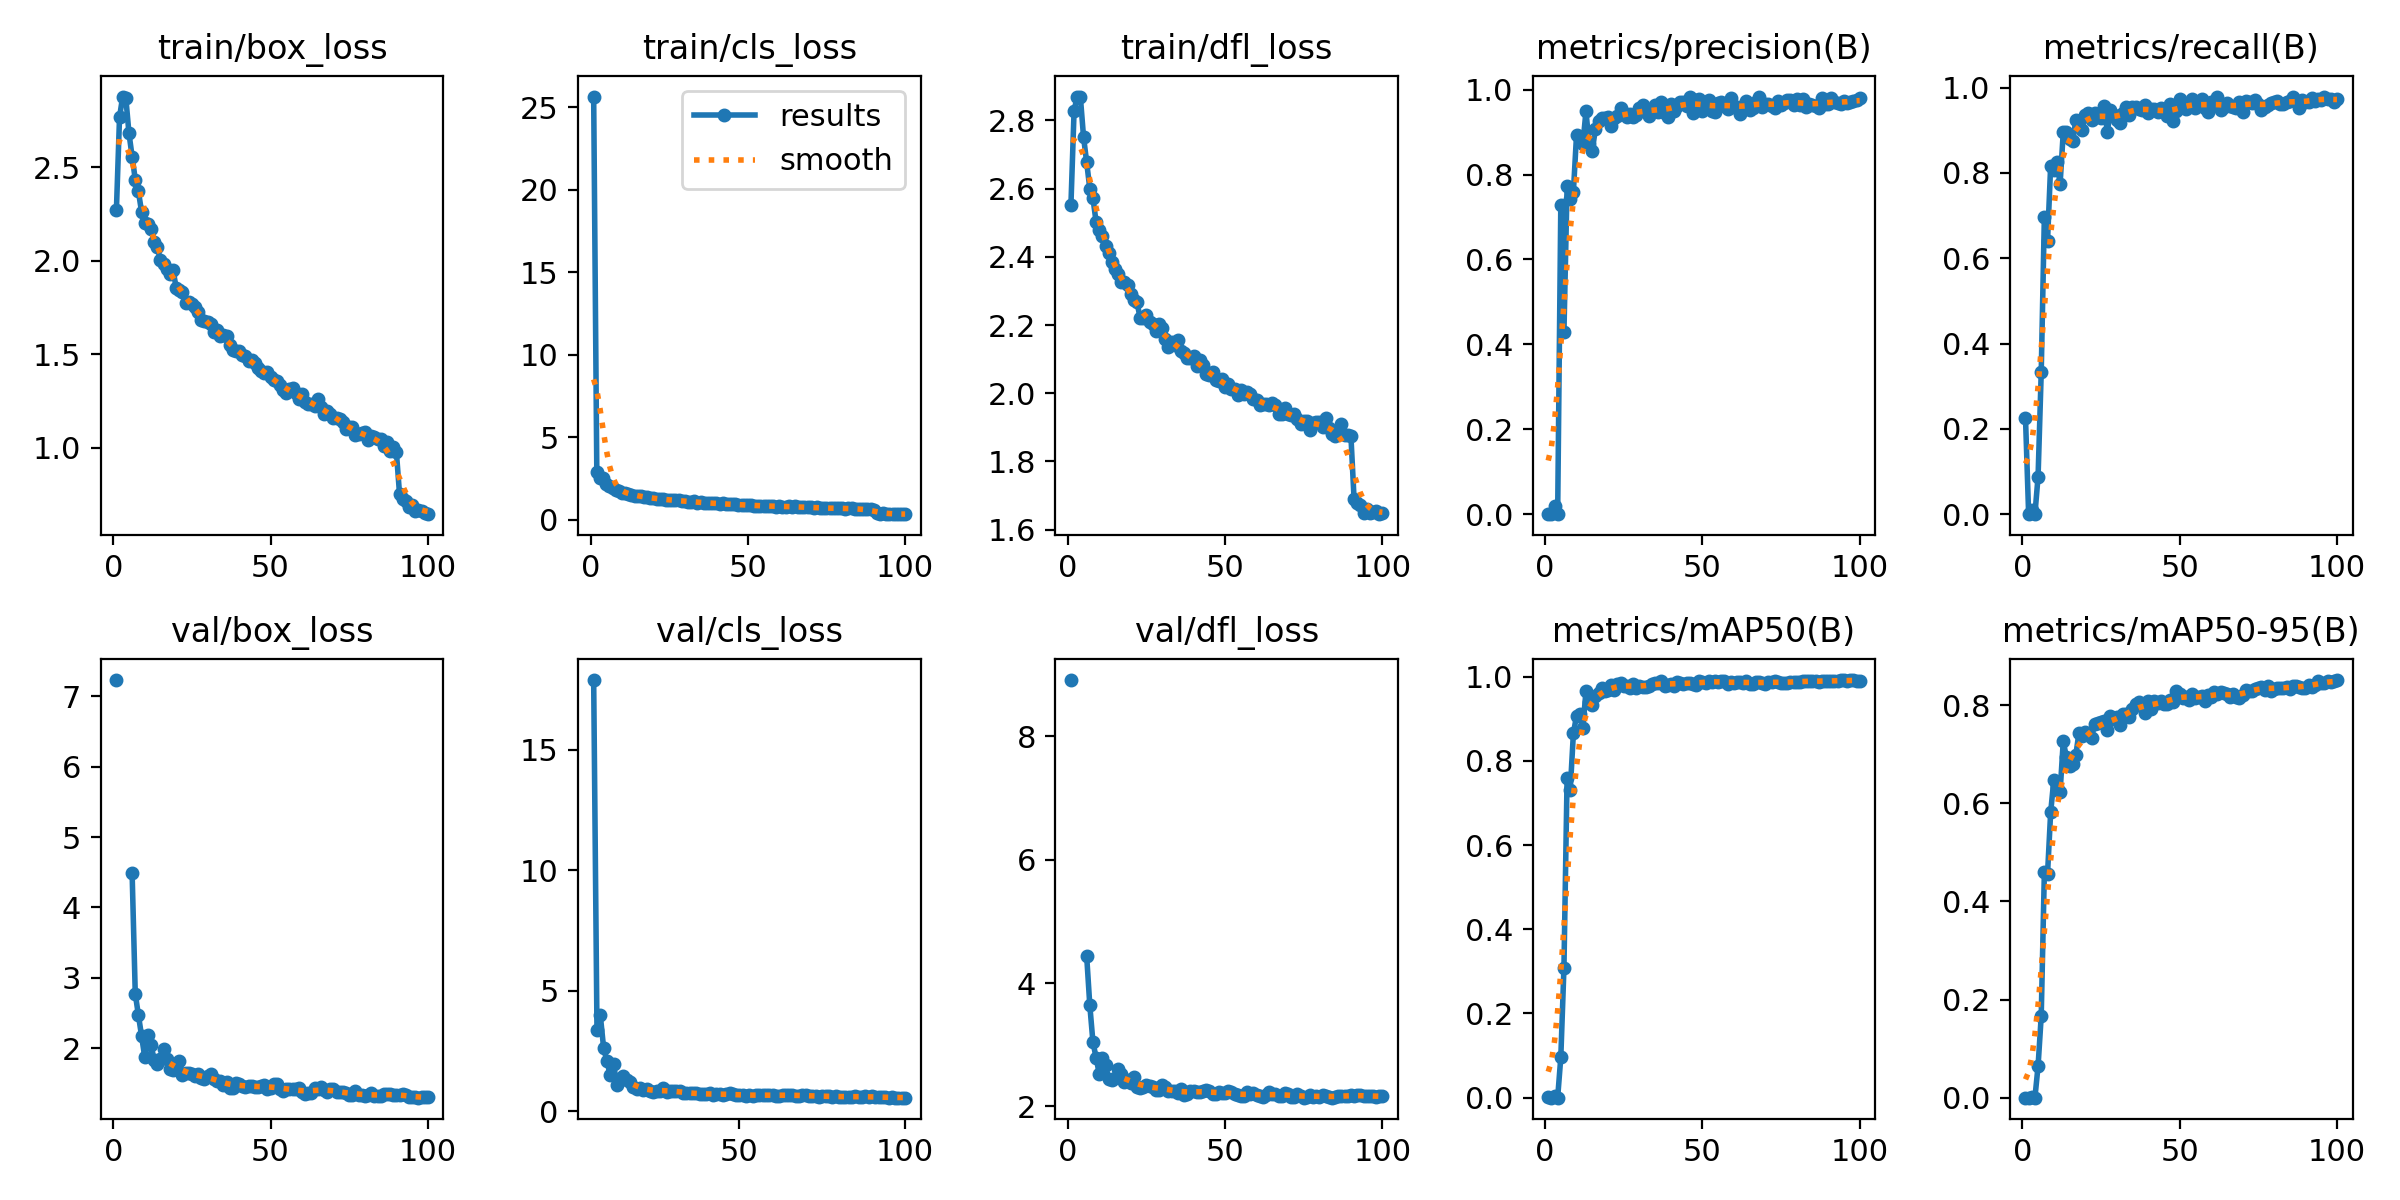 train/box_loss
2.5
2.0
1.5
1.0
0 50 100
train/cls_loss
results
smooth
25
20
15
10
5
0
0 50 100
train/dfl_loss
2.8
2.6
2.4
2.2
2.0
1.8
1.6
0 50 100
metrics/precision(B)
1.0
0.8
0.6
0.4
0.2
0.0
0 50 100
metrics/recall(B)
1.0
0.8
0.6
0.4
0.2
0.0
0 50 100
val/box_loss
7
6
5
4
3
2
0 50 100
val/cls_loss
15
10
5
0
50 100
val/dfl_loss
8
6
4
2
0 50 100
metrics/mAP50(B)
1.0
0.8
0.6
0.4
0.2
0.0
0 50 100
metrics/mAP50-95(B)
0.8
0.6
0.4
0.2
0.0
0 50 100